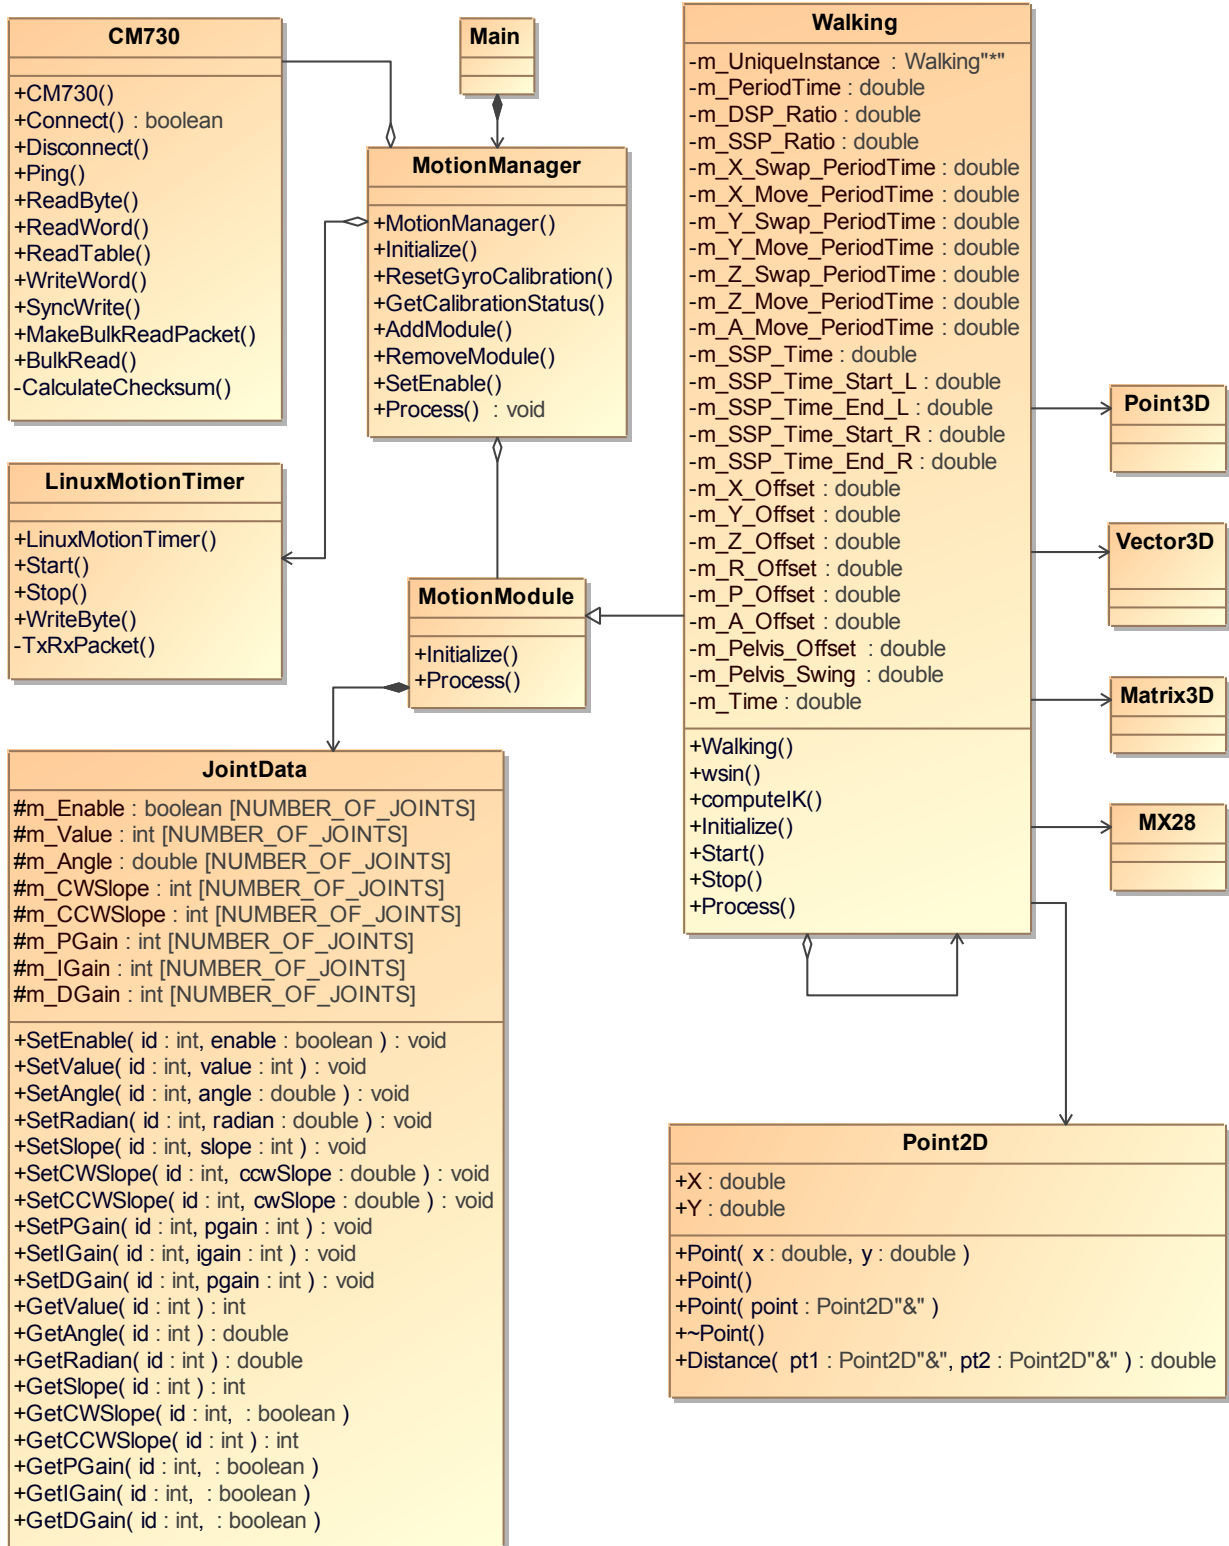 CM730
+CM730()
+Connect() : boolean
+Disconnect()
+Ping()
+ReadByte()
+ReadWord()
+ReadTable()
+WriteWord()
+SyncWrite()
+MakeBulkReadPacket()
+BulkRead()
-CalculateChecksum()
Main
MotionManager
+MotionManager()
+Initialize()
+ResetGyroCalibration()
+GetCalibrationStatus()
+AddModule()
+RemoveModule()
+SetEnable()
+Process() : void
LinuxMotionTimer
+LinuxMotionTimer()
+Start()
+Stop()
+WriteByte()
-TxRxPacket()
MotionModule
+Initialize()
+Process()
JointData
#m_Enable : boolean [NUMBER_OF_JOINTS]
#m_Value : int [NUMBER_OF_JOINTS]
#m_Angle : double [NUMBER_OF_JOINTS]
#m_CWSlope : int [NUMBER_OF_JOINTS]
#m_CCWSlope : int [NUMBER_OF_JOINTS]
#m_PGain : int [NUMBER_OF_JOINTS]
#m_IGain : int [NUMBER_OF_JOINTS]
#m_DGain : int [NUMBER_OF_JOINTS]
+SetEnable( id : int, enable : boolean ) : void
+SetValue( id : int, value : int ) : void
+SetAngle( id : int, angle : double ) : void
+SetRadian( id : int, radian : double ) : void
+SetSlope( id : int, slope : int ) : void
+SetCWSlope( id : int, ccwSlope : double ) : void
+SetCCWSlope( id : int, cwSlope : double ) : void
+SetPGain( id : int, pgain : int ) : void
+SetIGain( id : int, igain : int ) : void
+SetDGain( id : int, pgain : int ) : void
+GetValue( id : int ) : int
+GetAngle( id : int ) : double
+GetRadian( id : int ) : double
+GetSlope( id : int ) : int
+GetCWSlope( id : int, : boolean )
+GetCCWSlope( id : int ) : int
+GetPGain( id : int, : boolean )
+GetIGain( id : int, : boolean )
+GetDGain( id : int, : boolean )
Walking
-m_UniqueInstance : Walking"*"
-m_PeriodTime : double
-m_DSP_Ratio : double
-m_SSP_Ratio : double
-m_X_Swap_PeriodTime : double
-m_X_Move_PeriodTime : double
-m_Y_Swap_PeriodTime : double
-m_Y_Move_PeriodTime : double
-m_Z_Swap_PeriodTime : double
-m_Z_Move_PeriodTime : double
-m_A_Move_PeriodTime : double
-m_SSP_Time : double
-m_SSP_Time_Start_L : double
-m_SSP_Time_End_L : double
-m_SSP_Time_Start_R : double
-m_SSP_Time_End_R : double
-m_X_Offset : double
-m_Y_Offset : double
-m_Z_Offset : double
-m_R_Offset : double
-m_P_Offset : double
-m_A_Offset : double
-m_Pelvis_Offset : double
-m_Pelvis_Swing : double
-m_Time : double
+Walking()
+wsin()
+computeIK()
+Initialize()
+Start()
+Stop()
+Process()
Point3D
Vector3D
Matrix3D
MX28
Point2D
+X : double
+Y : double
+Point( x : double, y : double )
+Point()
+Point( point : Point2D"&" )
+~Point()
+Distance( pt1 : Point2D"&", pt2 : Point2D"&" ) : double